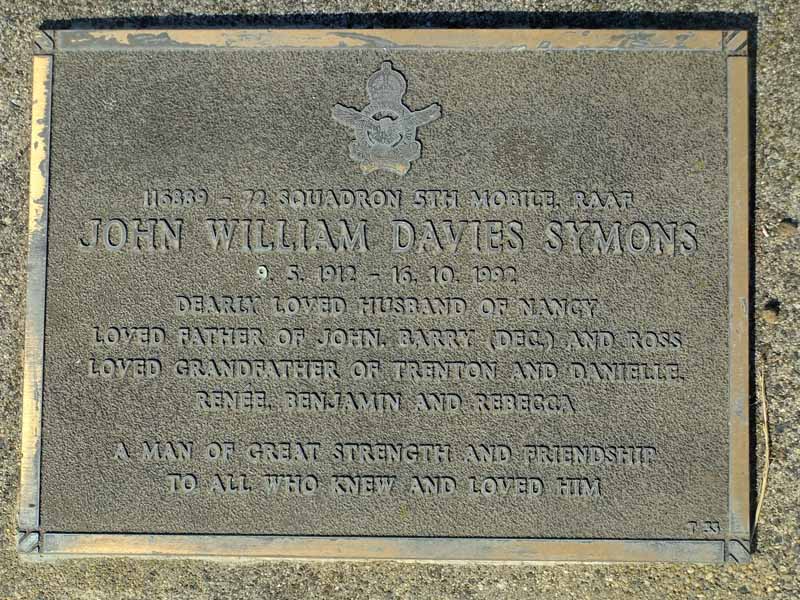 116889 - 72 SQUADRON 5TH MOBILE, RAAF
JOHN WILLIAM DAVIES SYMONS
9. 5. 1912 - 16. 10. 1992
DEARLY LOVED HUSBAND OF NANCY
LOVED FATHER OF JOHN, BARRY (DEC.) AND ROSS
LOVED GRANDFATHER OF TRENTON AND DANIELLE,
RENÉE, BENJAMIN AND REBECCA
A MAN OF GREAT STRENGTH AND FRIENDSHIP
TO ALL WHO KNEW AND LOVED HIM
T 33